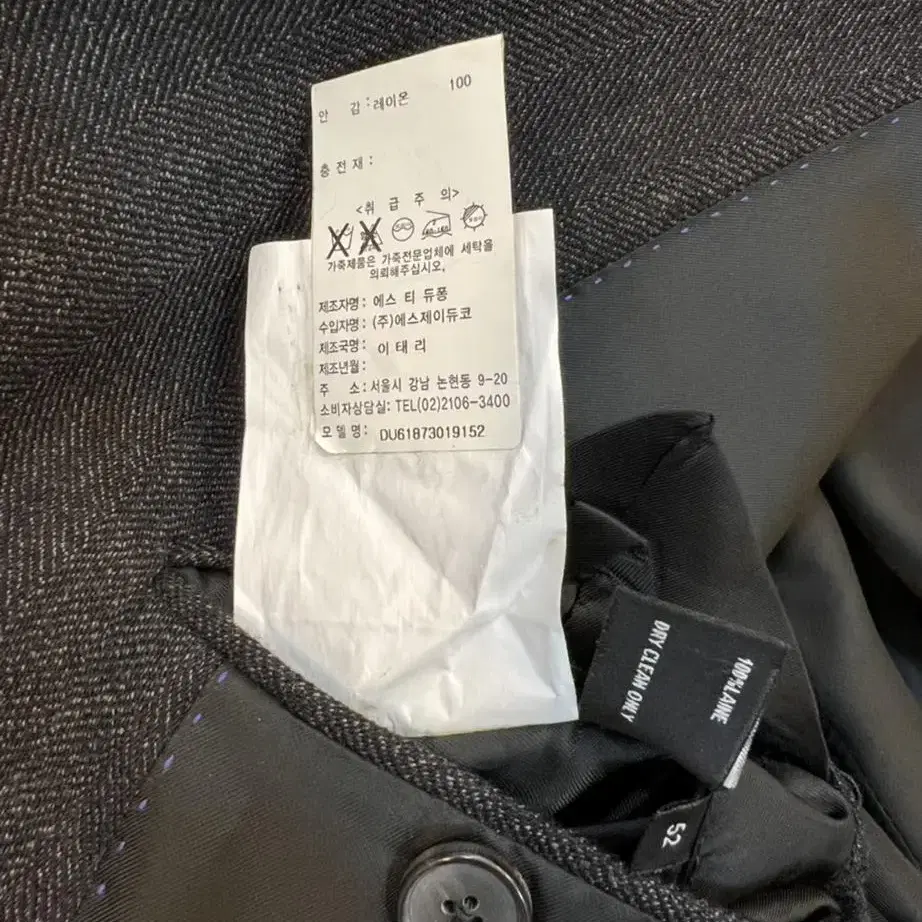 안 감 : 레이온 100
충 전 재 :
<취 급 주 의>
가죽제품은 가죽전문업체에 세탁을
의뢰해주십시오.
제조자명: 에스 티 듀퐁
수입자명: (주)에스제이듀코
제조국명: 이태리
제조년월:
주 소: 서울시 강남 논현동 9-20
소비자상담실: TEL(02)2106-3400
모델명: DU61873019152
100%LAINE
DRY CLEAN ONLY
52